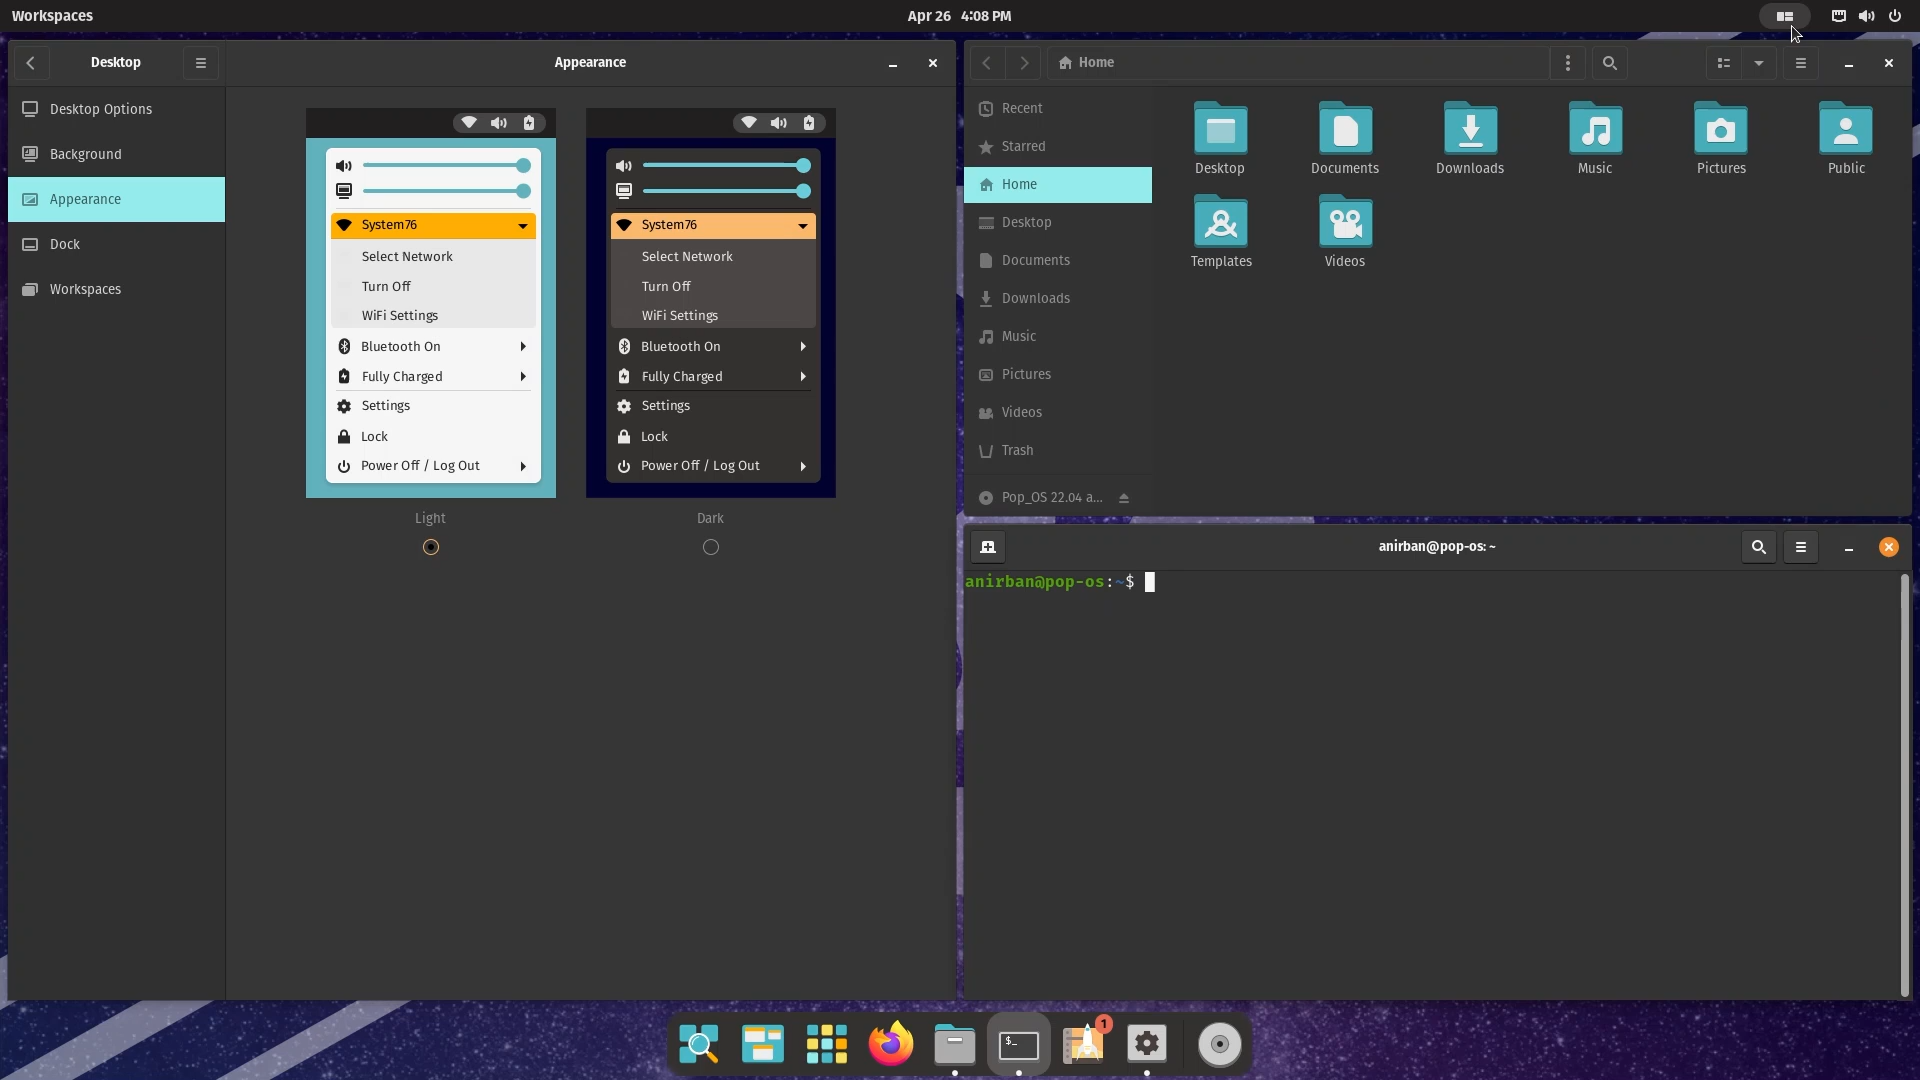 Workspaces
Apr 26 4:08 PM
Desktop
Appearance
Desktop Options
Background
Appearance
Dock
Workspaces
System76
Select Network
Turn Off
WiFi Settings
Bluetooth On
Fully Charged
Settings
Lock
Power Off / Log Out
Light
System76
Select Network
Turn Off
WiFi Settings
Bluetooth On
Fully Charged
Settings
Lock
Power Off / Log Out
Dark
Home
Recent
Starred
Home
Desktop
Documents
Downloads
Music
Pictures
Videos
Trash
Pop_OS 22.04 a...
Desktop
Documents
Downloads
Music
Pictures
Public
Templates
Videos
anirban@pop-os: ~
anirban@pop-os:~$
$_
1